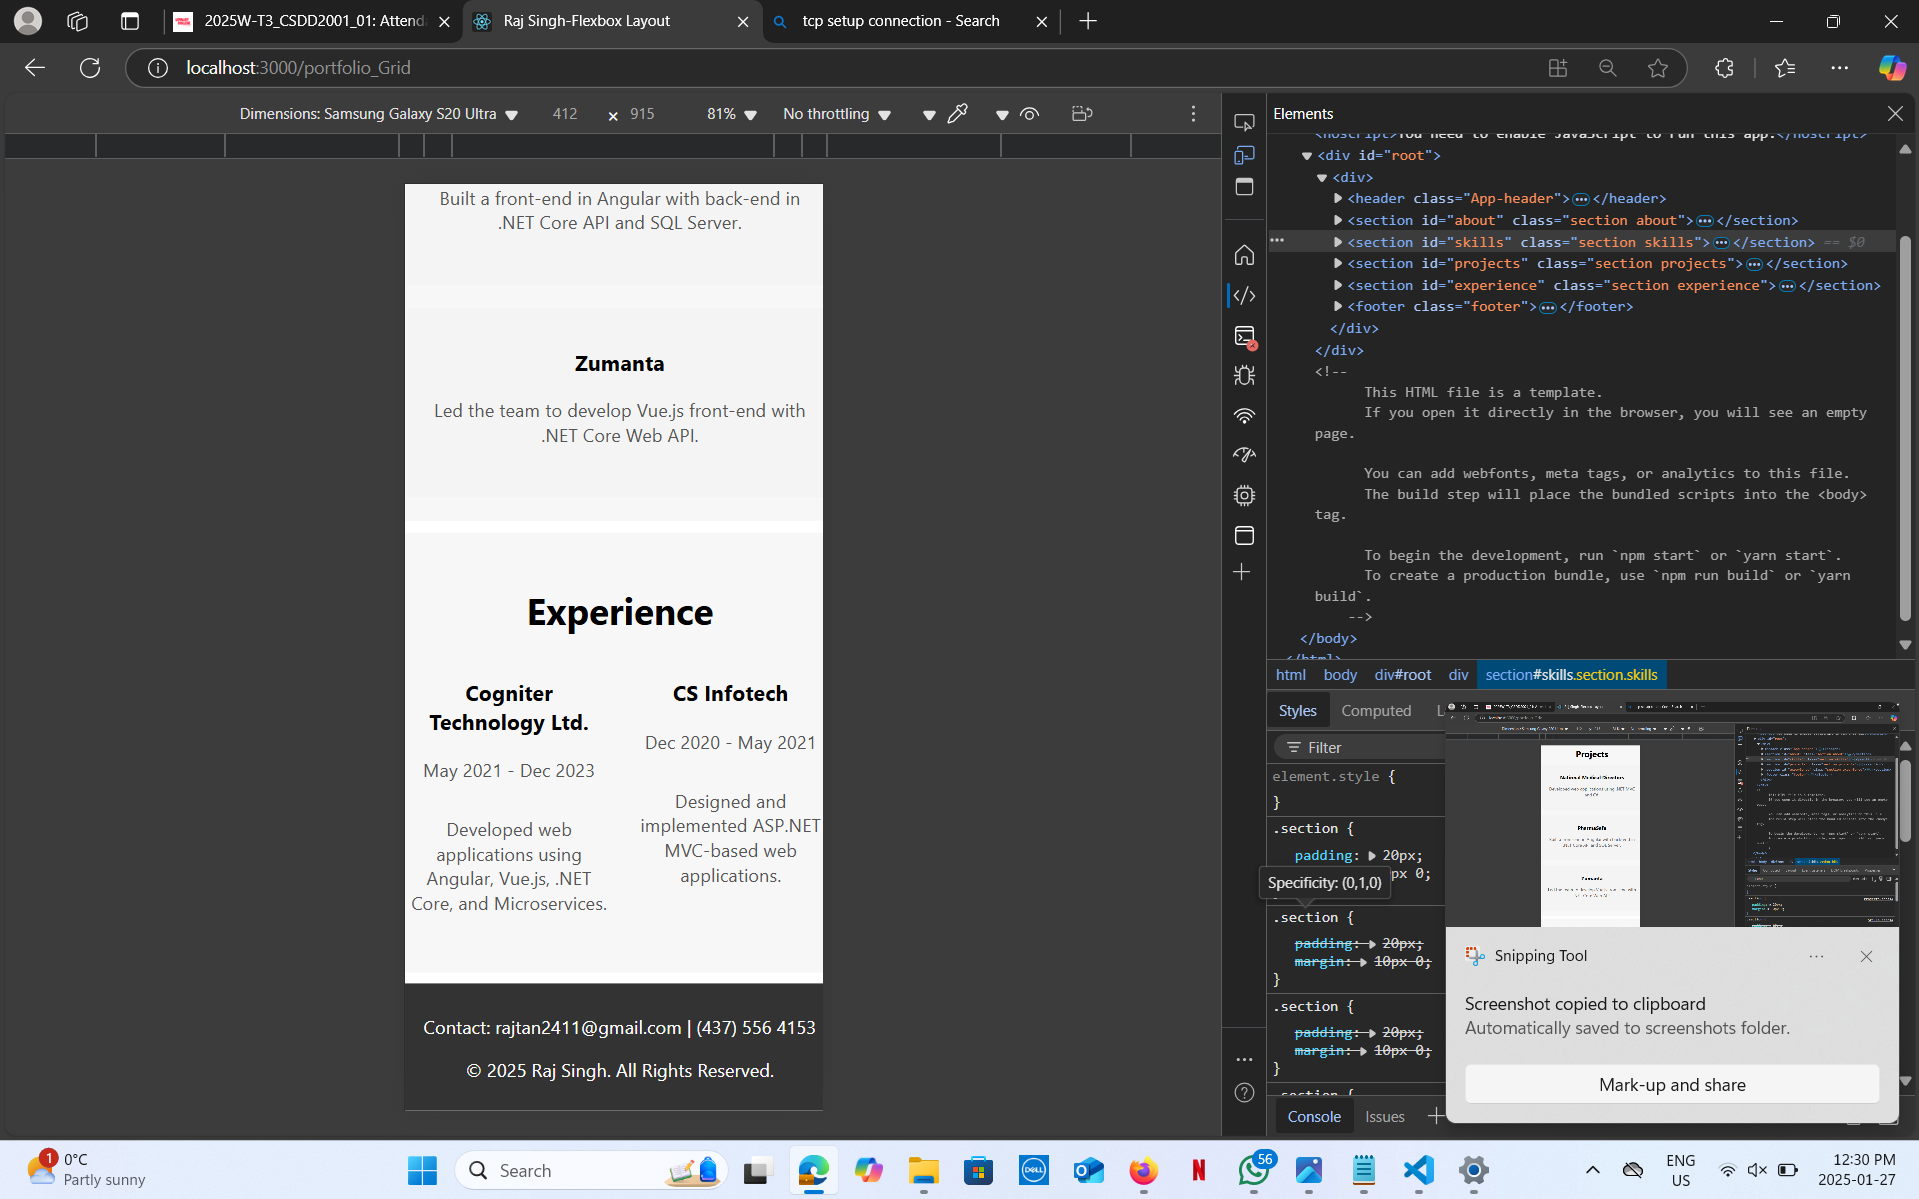 2025W-T3_CSDD2001_01: Attenda
Raj Singh-Flexbox Layout
tcp setup connection - Search
localhost:3000/portfolio_Grid
Dimensions: Samsung Galaxy S20 Ultra
412
×
915
81%
No throttling
Built a front-end in Angular with back-end in
.NET Core API and SQL Server.
Zumanta
Led the team to develop Vue.js front-end with
.NET Core Web API.
Experience
Cogniter
Technology Ltd.
May 2021 - Dec 2023
Developed web
applications using
Angular, Vue.js, .NET
Core, and Microservices.
CS Infotech
Dec 2020 - May 2021
Designed and
implemented ASP.NET
MVC-based web
applications.
Contact: rajtan2411@gmail.com | (437) 556 4153
© 2025 Raj Singh. All Rights Reserved.
Elements
<noscript>You need to enable JavaScript to run this app.</noscript>
<div id="root">
<div>
<header class="App-header">…</header>
<section id="about" class="section about">…</section>
<section id="skills" class="section skills">…</section> == $0
<section id="projects" class="section projects">…</section>
<section id="experience" class="section experience">…</section>
<footer class="footer">…</footer>
</div>
</div>
<!--
This HTML file is a template.
If you open it directly in the browser, you will see an empty
page.
You can add webfonts, meta tags, or analytics to this file.
The build step will place the bundled scripts into the <body>
tag.
To begin the development, run `npm start` or `yarn start`.
To create a production bundle, use `npm run build` or `yarn
build`.
-->
</body>
</html>
html body div#root div section#skills.section.skills
Styles Computed L
Filter
element.style {
}
.section {
padding: 20px;
px 0;
Specificity: (0,1,0)
.section {
padding: 20px;
margin: 10px 0;
}
.section {
padding: 20px;
margin: 10px 0;
}
.section {
Console Issues
Projects
National Medical Directors
PharmaSafe
Zumanta
Snipping Tool
Screenshot copied to clipboard
Automatically saved to screenshots folder.
Mark-up and share
1
0°C
Partly sunny
Search
DELL
N
56
ENG
US
12:30 PM
2025-01-27